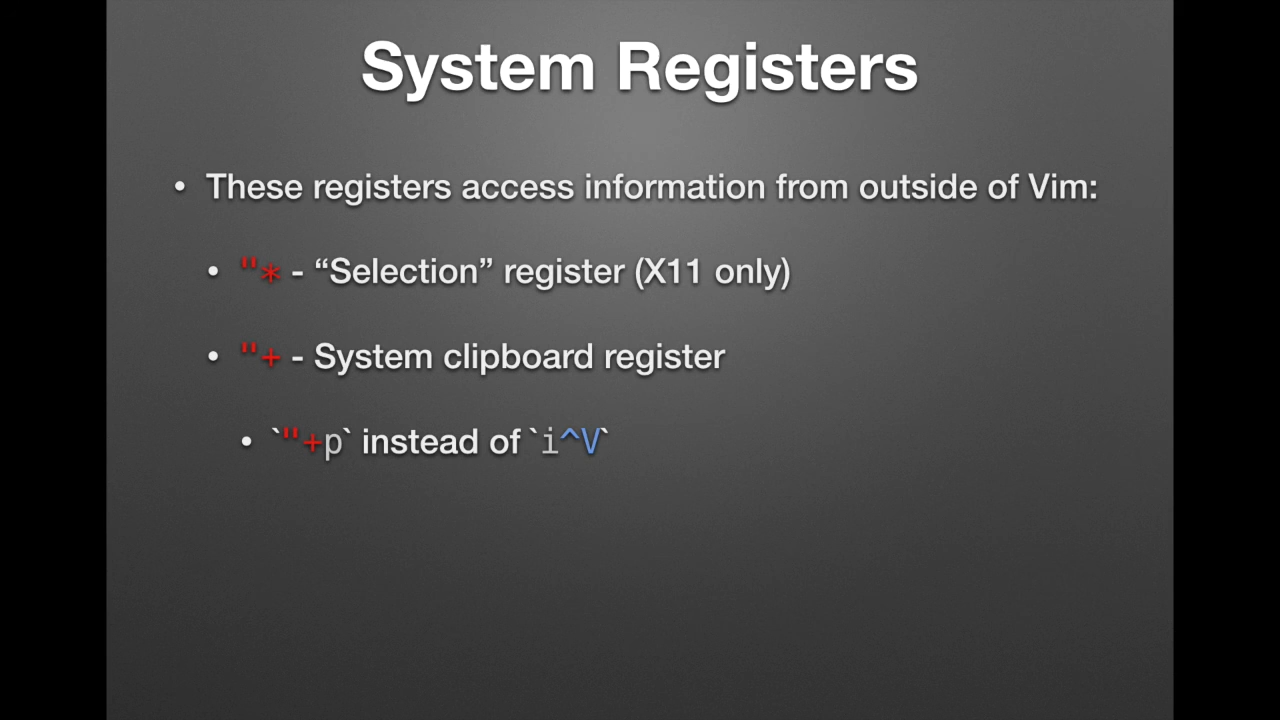 System Registers
• These registers access information from outside of Vim:
• "* - “Selection” register (X11 only)
• "+ - System clipboard register
• `"+p` instead of `i^V`